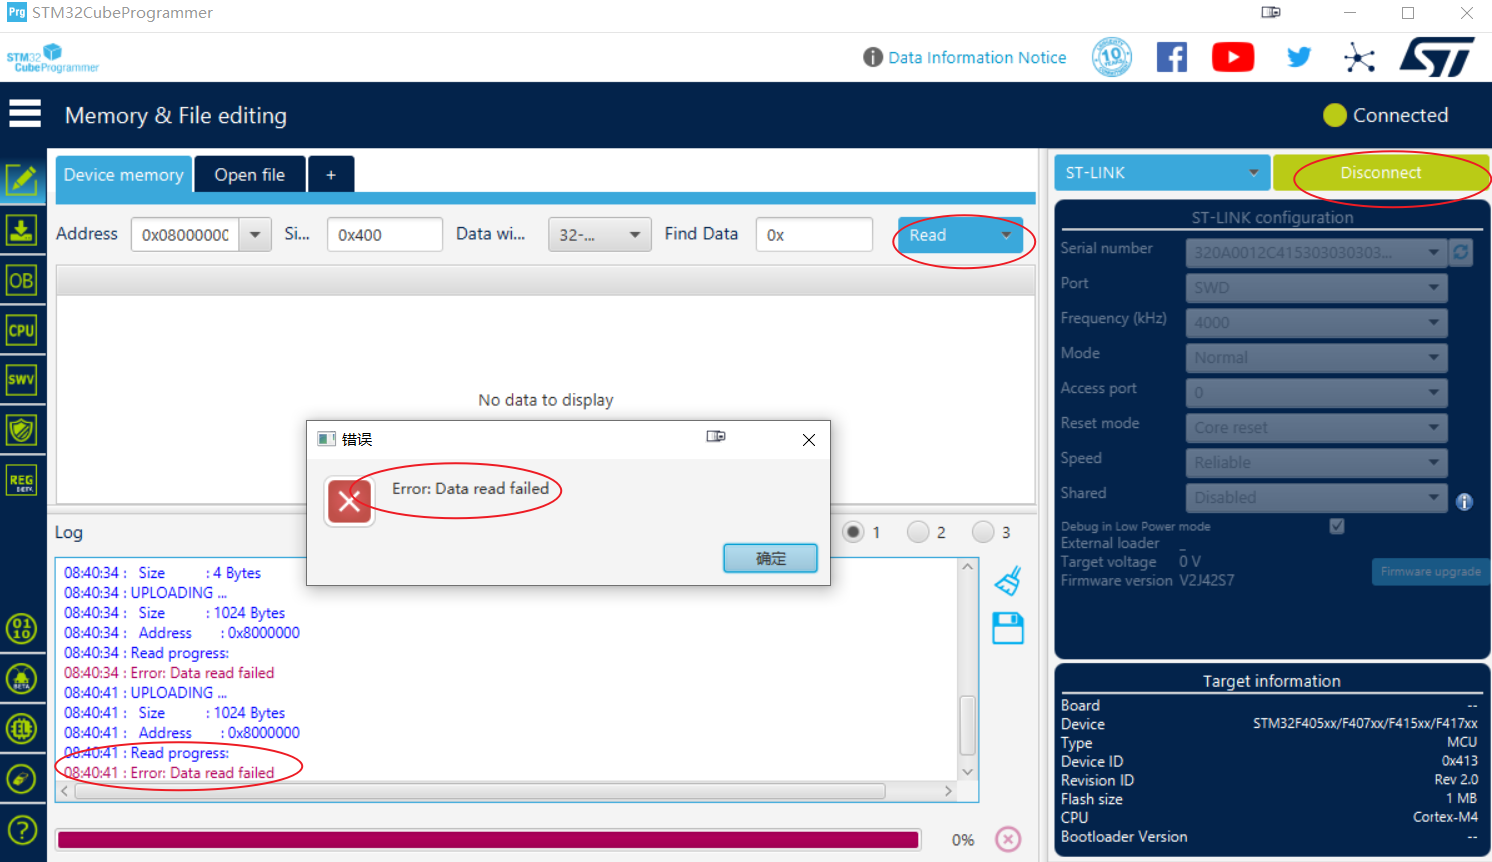 Prg STM32CubeProgrammer
STM32
CubeProgrammer
Data Information Notice
10
ST
Memory & File editing
Connected
Device memory
Open file
+
ST-LINK
Disconnect
Address
0x08000000
Si...
0x400
Data wi...
32-...
Find Data
0x
Read
ST-LINK configuration
Serial number
320A0012C415303030303...
Port
SWD
Frequency (kHz)
4000
Mode
Normal
Access port
0
Reset mode
Core reset
Speed
Reliable
Shared
Disabled
Debug in Low Power mode
External loader _
Target voltage 0 V
Firmware version V2J42S7
Firmware upgrade
OB
CPU
SWV
REG
No data to display
错误
Error: Data read failed
确定
Log
1
2
3
08:40:34 : Size : 4 Bytes
08:40:34 : UPLOADING ...
08:40:34 : Size : 1024 Bytes
08:40:34 : Address : 0x8000000
08:40:34 : Read progress:
08:40:34 : Error: Data read failed
08:40:41 : UPLOADING ...
08:40:41 : Size : 1024 Bytes
08:40:41 : Address : 0x8000000
08:40:41 : Read progress:
08:40:41 : Error: Data read failed
0%
01
10
BETA
EL
?
Target information
Board --
Device STM32F405xx/F407xx/F415xx/F417xx
Type MCU
Device ID 0x413
Revision ID Rev 2.0
Flash size 1 MB
CPU Cortex-M4
Bootloader Version --